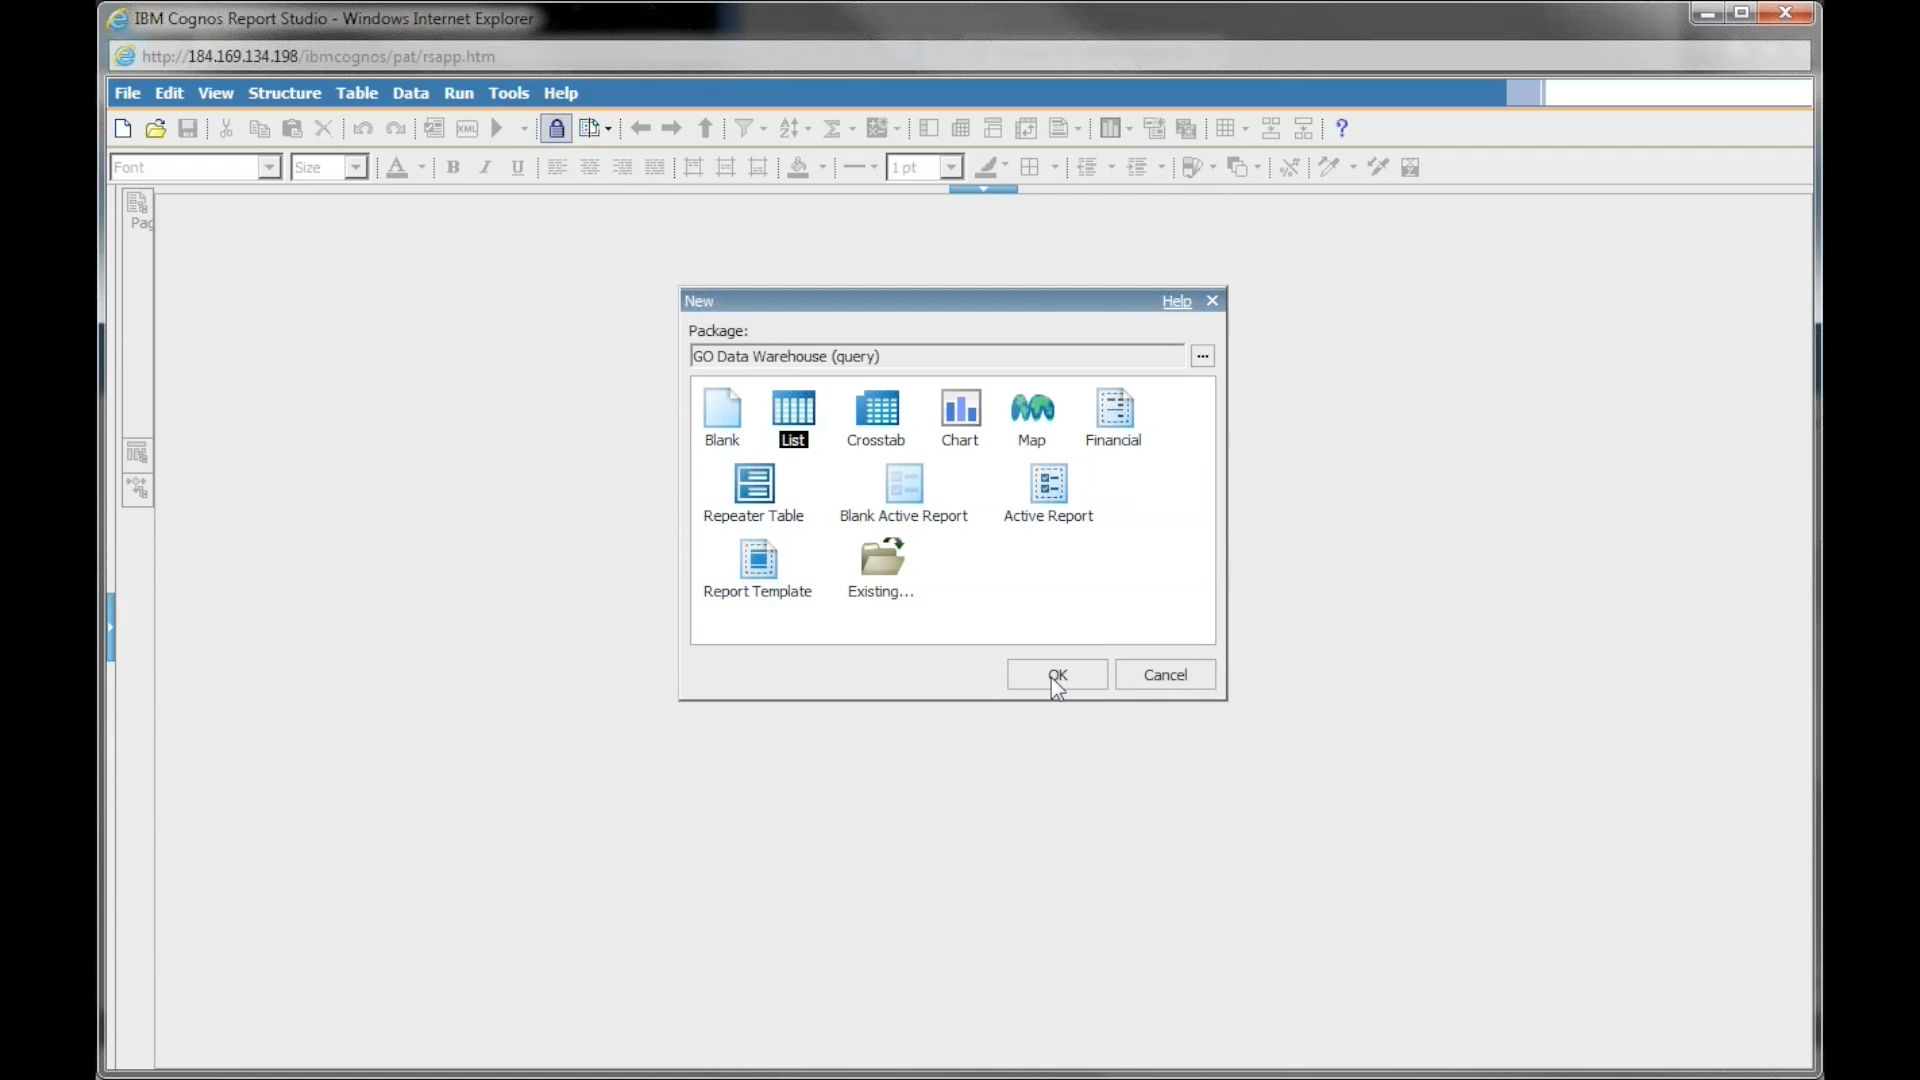 IBM Cognos Report Studio - Windows Internet Explorer
http://184.169.134.198/ibmcognos/pat/rsapp.htm
File Edit View Structure Table Data Run Tools Help
XML
Font Size A B I U 1 pt
Pag
New Help
Package:
GO Data Warehouse (query) ...
Blank List Crosstab Chart Map Financial
Repeater Table Blank Active Report Active Report
Report Template Existing...
OK Cancel